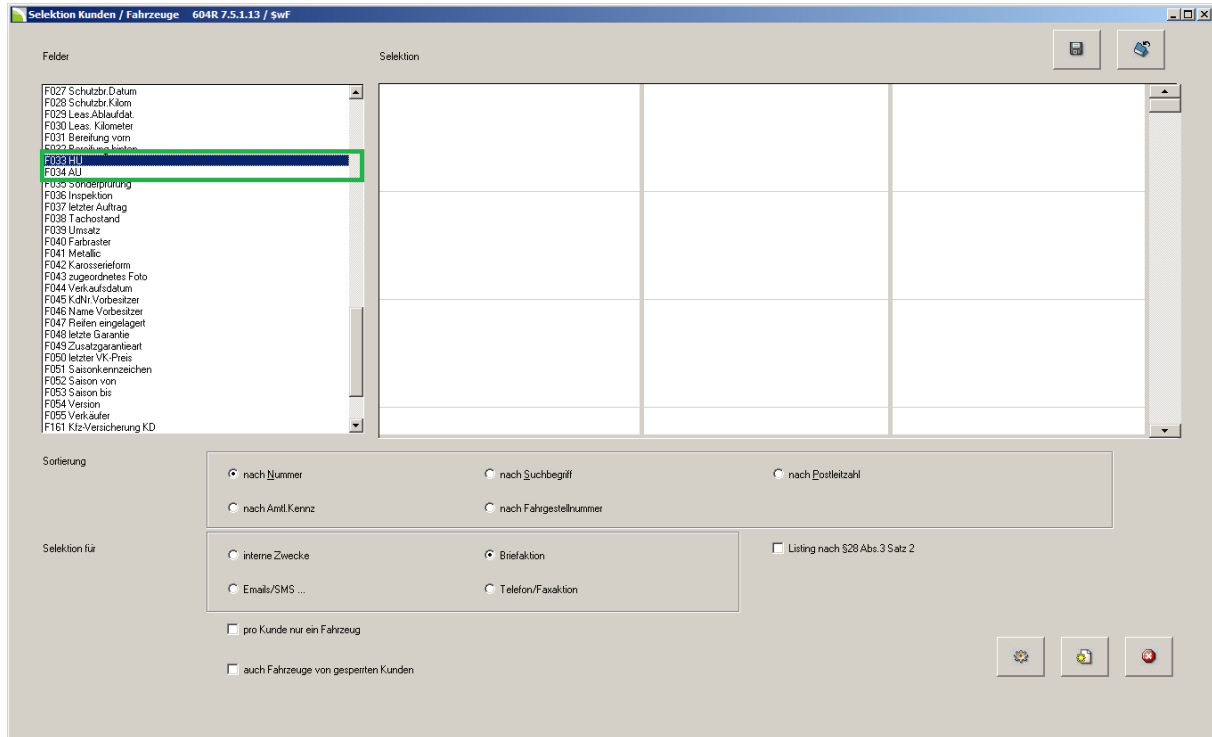 Selektion Kunden / Fahrzeuge 604R 7.5.1.13 / $wF
Felder
Selektion
F027 Schutzbr.Datum
F028 Schutzbr.Kilom
F029 Leas.Ablaufdat.
F030 Leas. Kilometer
F031 Bereifung vorn
F032 Bereifung hinten
F033 HU
F034 AU
F035 Sonderprüfung
F036 Inspektion
F037 letzter Auftrag
F038 Tachostand
F039 Umsatz
F040 Farbraster
F041 Metallic
F042 Karosserieform
F043 zugeordnetes Foto
F044 Verkaufsdatum
F045 KdNr.Vorbesitzer
F046 Name Vorbesitzer
F047 Reifen eingelagert
F048 letzte Garantie
F049 Zusatzgarantieart
F050 letzter VK-Preis
F051 Saisonkennzeichen
F052 Saison von
F053 Saison bis
F054 Version
F055 Verkäufer
F161 Kfz-Versicherung KD
Sortierung
nach Nummer
nach Suchbegriff
nach Postleitzahl
nach Amtl.Kennz
nach Fahrgestellnummer
Selektion für
interne Zwecke
Briefaktion
Listing nach §28 Abs.3 Satz 2
Emails/SMS ...
Telefon/Faxaktion
pro Kunde nur ein Fahrzeug
auch Fahrzeuge von gesperrten Kunden